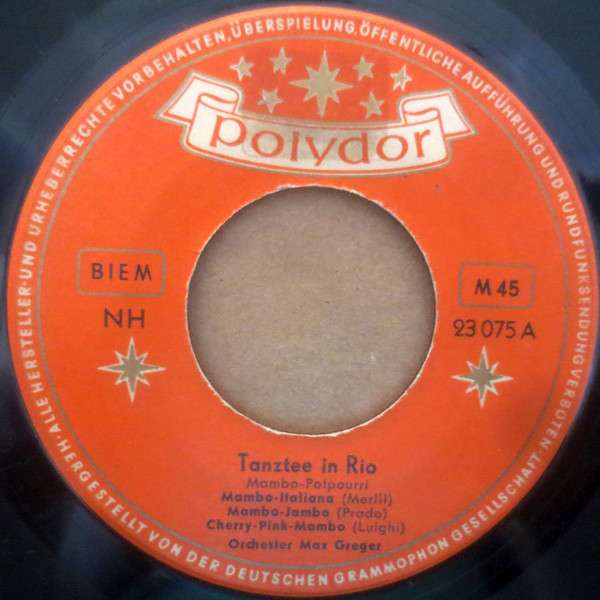 ALLE HERSTELLER- UND URHEBERRECHTE VORBEHALTEN, ÜBERSPIELUNG, ÖFFENTLICHE AUFFÜHRUNG UND RUNDFUNKSENDUNG VERBOTEN.
polydor
BIEM
M 45
NH
23 075 A
Tanztee in Rio
Mambo-Potpourri
Mambo-Italiano (Merill)
Mambo-Jambo (Prado)
Cherry-Pink-Mambo (Luighi)
Orchester Max Greger
HERGESTELLT VON DER DEUTSCHEN GRAMMOPHON GESELLSCHAFT